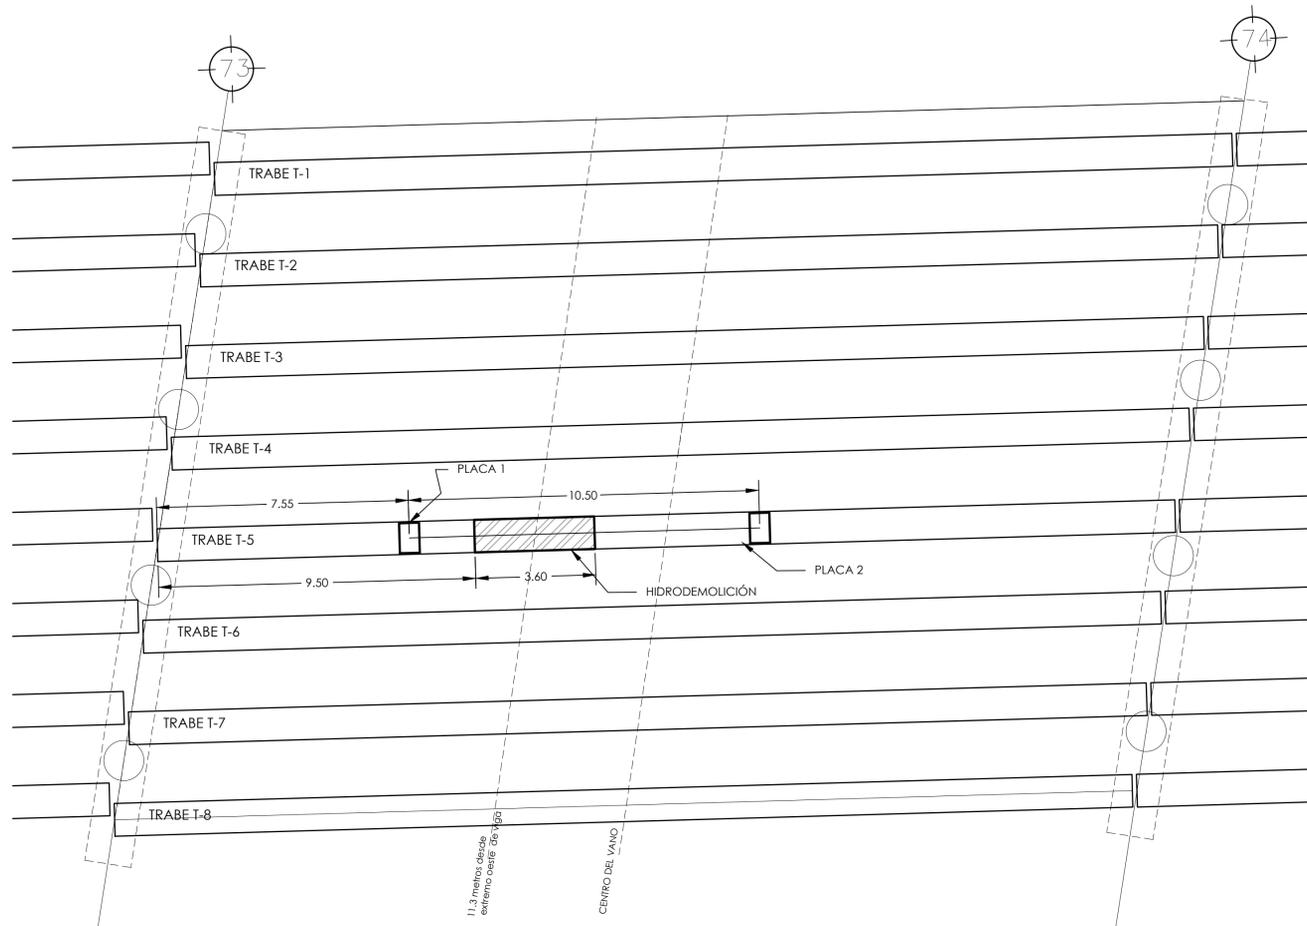 73
74
TRABE T-1
TRABE T-2
TRABE T-3
TRABE T-4
PLACA 1
7.55
10.50
TRABE T-5
PLACA 2
9.50
3.60
HIDRODEMOLICIÓN
TRABE T-6
TRABE T-7
TRABE T-8
11.3 metros desde
extremo oeste de viga
CENTRO DEL VANO